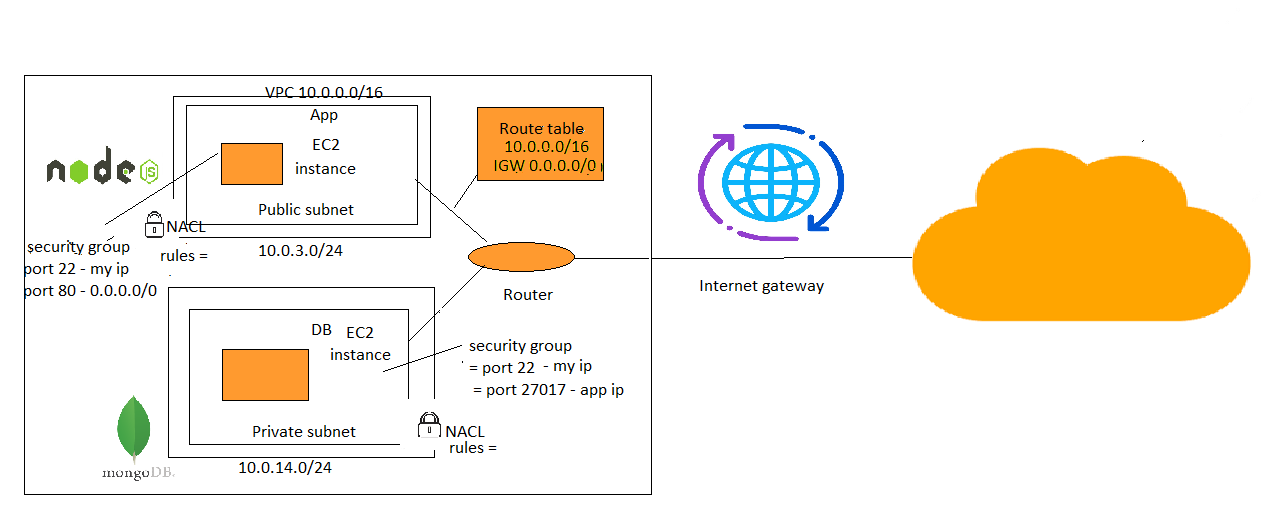 VPC 10.0.0.0/16
App
EC2
instance
Public subnet
10.0.3.0/24
node
JS
NACL
rules =
security group
port 22 - my ip
port 80 - 0.0.0.0/0
Route table
10.0.0.0/16
IGW 0.0.0.0/0
Router
Internet gateway
DB EC2
instance
Private subnet
10.0.14.0/24
security group
= port 22 - my ip
= port 27017 - app ip
NACL
rules =
mongoDB.